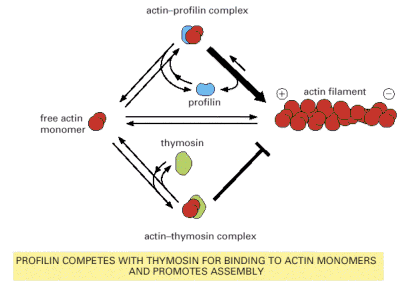 actin–profilin complex
profilin
+
actin filament
−
free actin
monomer
thymosin
actin–thymosin complex
PROFILIN COMPETES WITH THYMOSIN FOR BINDING TO ACTIN MONOMERS
AND PROMOTES ASSEMBLY